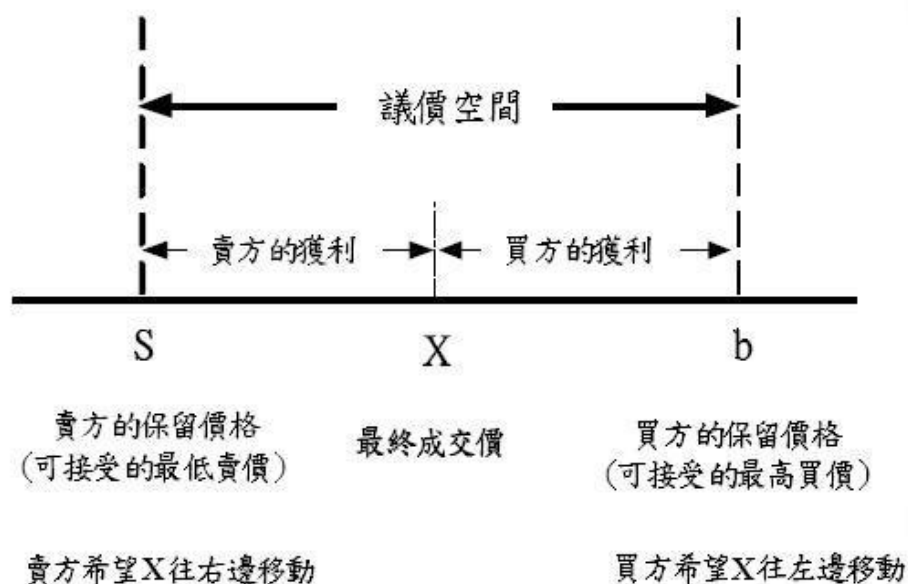 議價空間
賣方的獲利 買方的獲利
S X b
賣方的保留價格
(可接受的最低賣價)
最終成交價
買方的保留價格
(可接受的最高買價)
賣方希望X往右邊移動 買方希望X往左邊移動